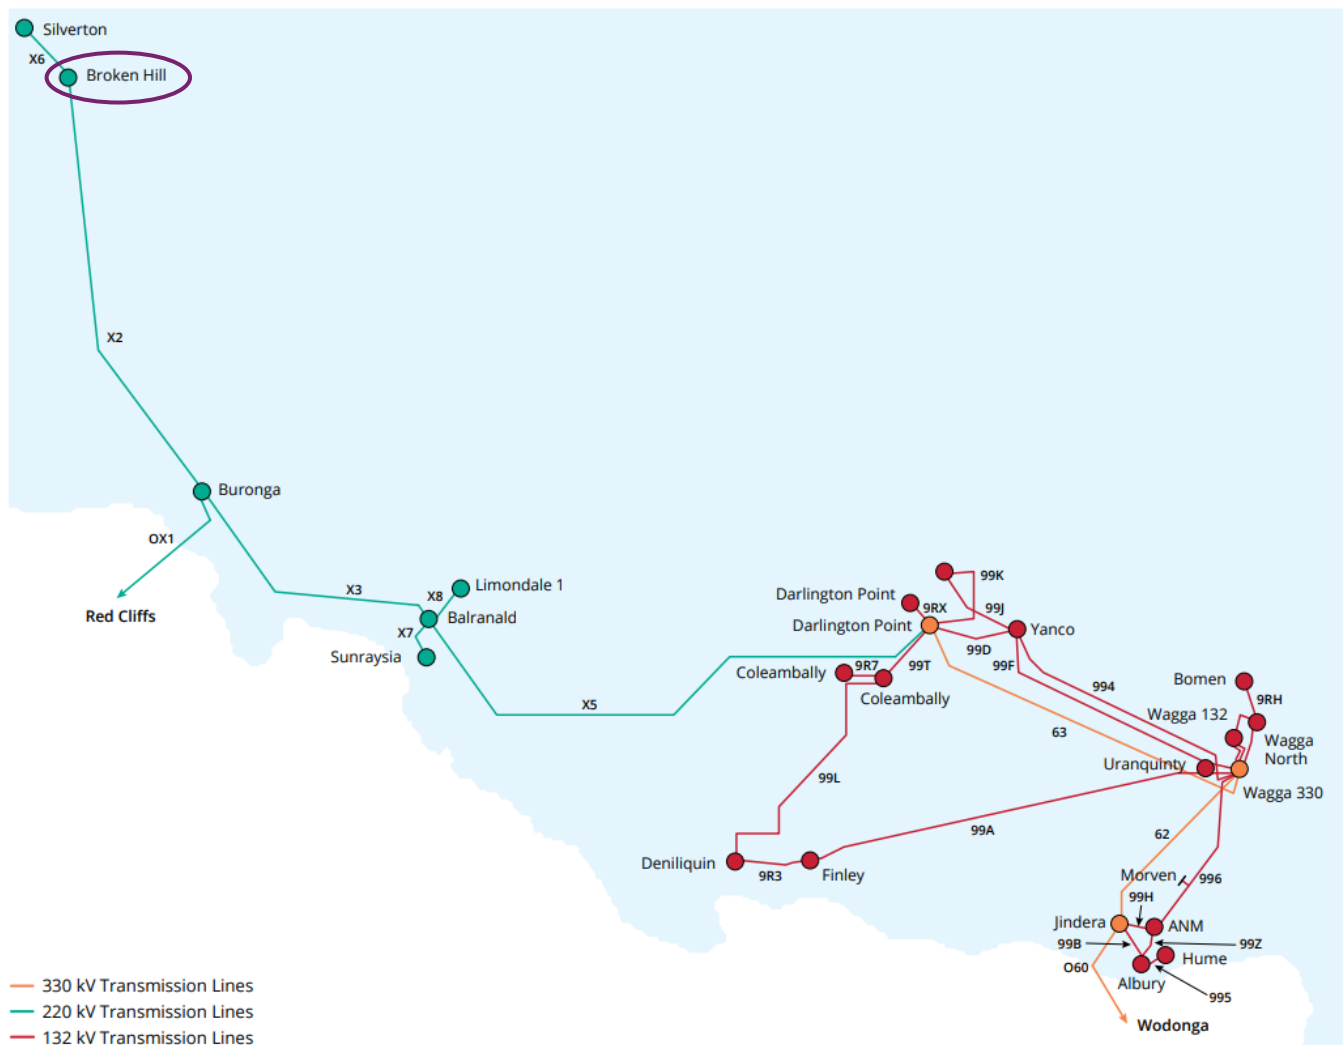 Silverton
X6
Broken Hill
X2
Buronga
OX1
Red Cliffs
X3
X8
Limondale 1
Balranald
X7
Sunraysia
X5
99K
Darlington Point
9RX
99J
Darlington Point
Yanco
99D
99F
99T
9R7
Coleambally
Coleambally
994
Bomen
9RH
Wagga 132
Wagga
North
63
Uranquinty
Wagga 330
99L
99A
62
Deniliquin
9R3
Finley
Morven
996
99H
Jindera
ANM
99B
99Z
Hume
O60
Albury
995
Wodonga
330 kV Transmission Lines
220 kV Transmission Lines
132 kV Transmission Lines